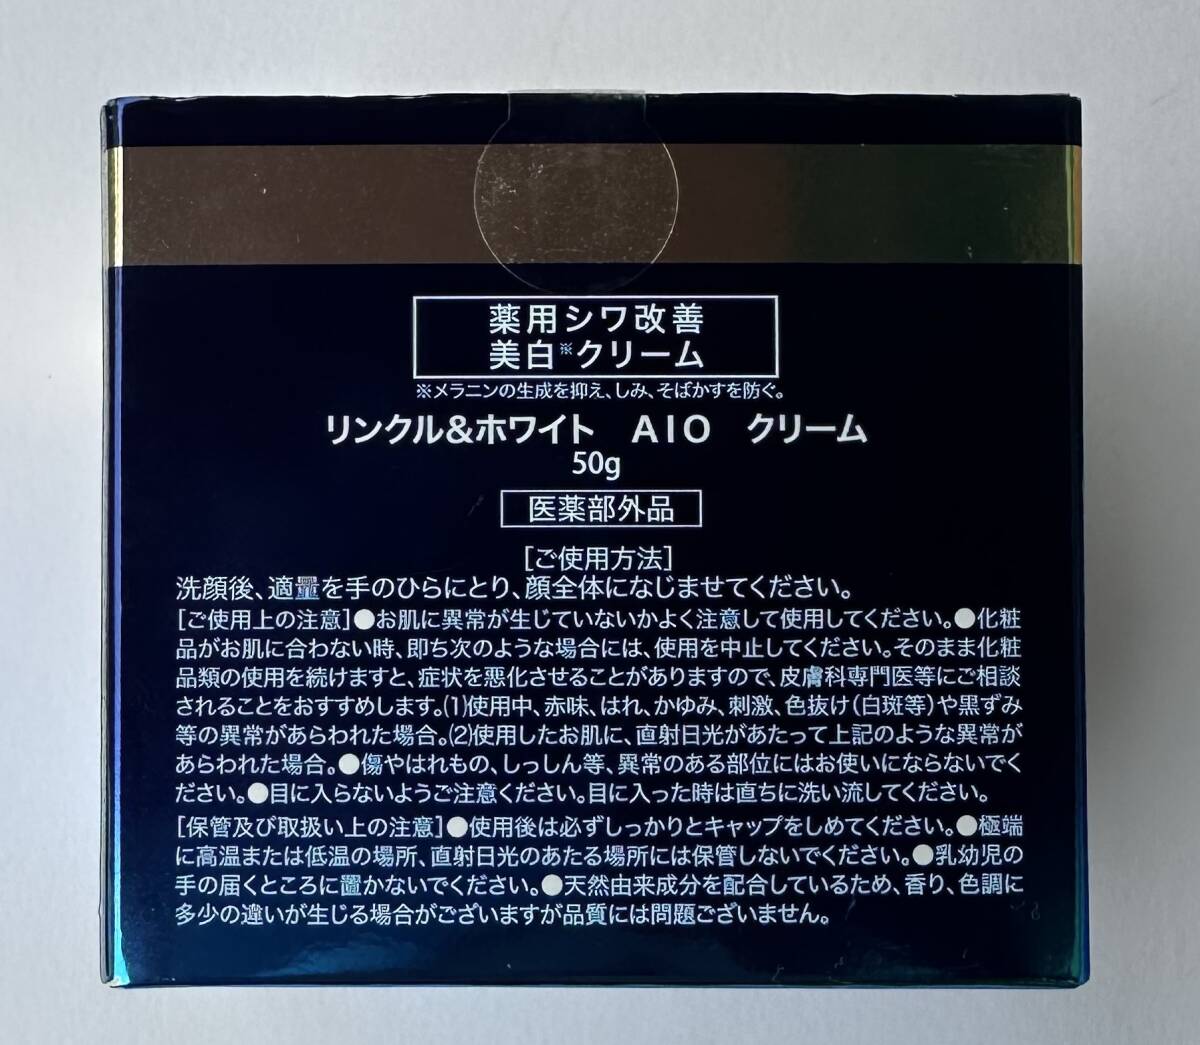 薬用シワ改善
美白※クリーム
※メラニンの生成を抑え、しみ、そばかすを防ぐ。
リンクル&ホワイト　AIO　クリーム
50g
医薬部外品
[ご使用方法]
洗顔後、適量を手のひらにとり、顔全体になじませてください。
[ご使用上の注意]●お肌に異常が生じていないかよく注意して使用してください。●化粧
品がお肌に合わない時、即ち次のような場合には、使用を中止してください。そのまま化粧
品類の使用を続けますと、症状を悪化させることがありますので、皮膚科専門医等にご相談
されることをおすすめします。(1)使用中、赤味、はれ、かゆみ、刺激、色抜け(白斑等)や黒ずみ
等の異常があらわれた場合。(2)使用したお肌に、直射日光があたって上記のような異常が
あらわれた場合。●傷やはれもの、しっしん等、異常のある部位にはお使いにならないでく
ださい。●目に入らないようご注意ください。目に入った時は直ちに洗い流してください。
[保管及び取扱い上の注意]●使用後は必ずしっかりとキャップをしめてください。●極端
に高温または低温の場所、直射日光のあたる場所には保管しないでください。●乳幼児の
手の届くところに置かないでください。●天然由来成分を配合しているため、香り、色調に
多少の違いが生じる場合がございますが品質には問題ございません。